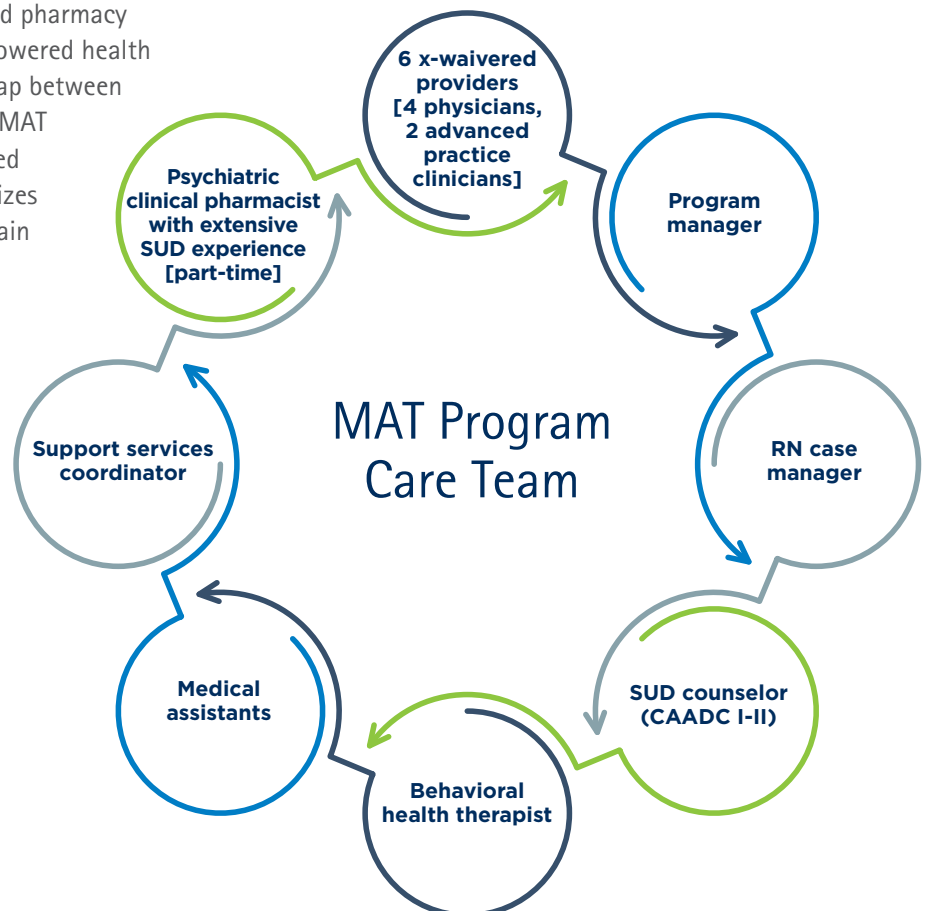 d pharmacy
owered health
ap between
MAT
ed
izes
ain
6 x-waivered
providers
[4 physicians,
2 advanced
practice
clinicians]
Program
manager
RN case
manager
SUD counselor
(CAADC I-II)
Behavioral
health therapist
Medical
assistants
Support services
coordinator
Psychiatric
clinical pharmacist
with extensive
SUD experience
[part-time]
MAT Program
Care Team